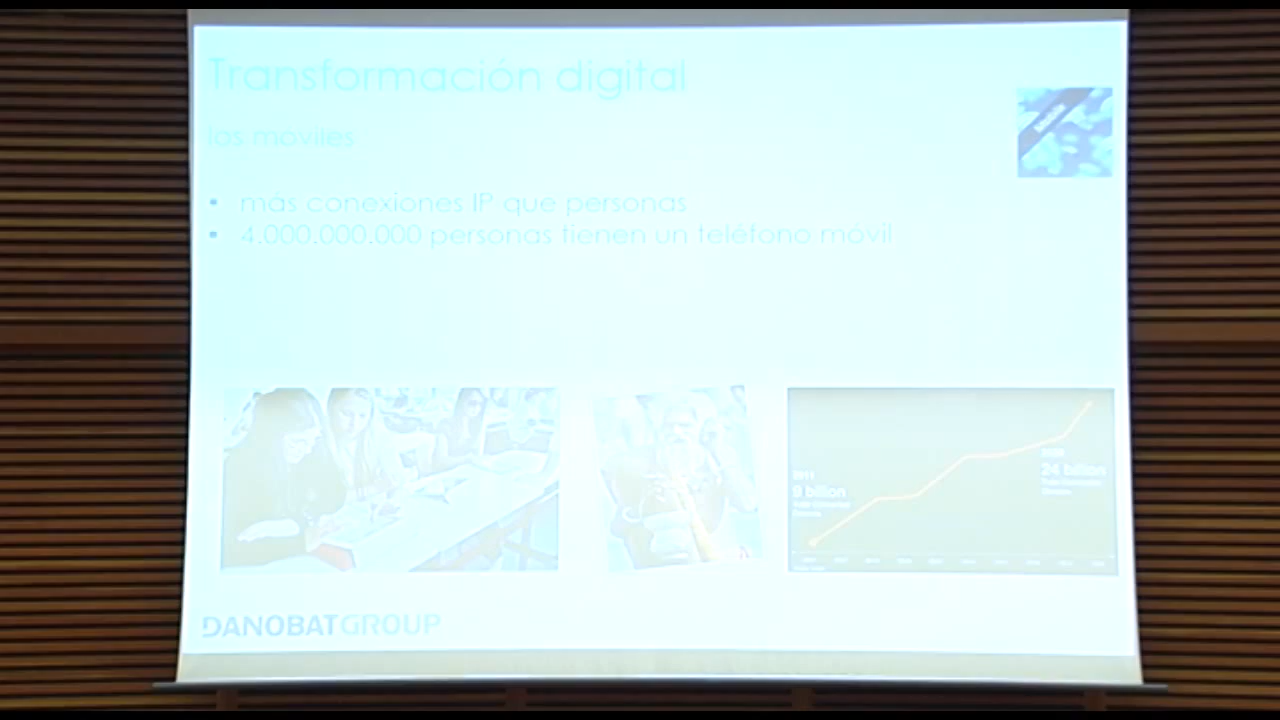 Transformación digital
los móviles
• más conexiones IP que personas
• 4.000.000.000 personas tienen un teléfono móvil
2011
9 billion
24 billion
DANOBATGROUP